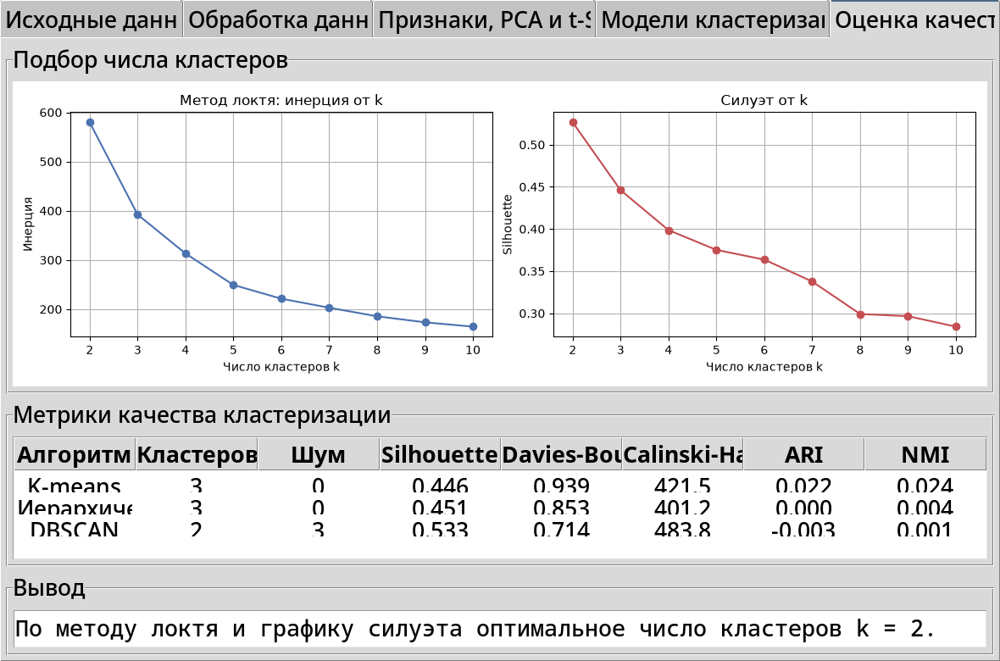 Исходные данн Обработка данн Признаки, PCA и t-S Модели кластеризаі Оценка качест
Подбор числа кластеров
Метод локтя: инерция от k
Инерция
600
500
400
300
200
2 3 4 5 6 7 8 9 10
Число кластеров k
Силуэт от k
Silhouette
0.50
0.45
0.40
0.35
0.30
2 3 4 5 6 7 8 9 10
Число кластеров k
Метрики качества кластеризации
Алгоритм Кластеров Шум Silhouette Davies-Bou Calinski-Ha ARI NMI
K-means 3 0 0.446 0.939 421.5 0.022 0.024
Иерархиче 3 0 0.451 0.853 401.2 0.000 0.004
DBSCAN 2 3 0.533 0.714 483.8 -0.003 0.001
Вывод
По методу локтя и графику силуэта оптимальное число кластеров k = 2.